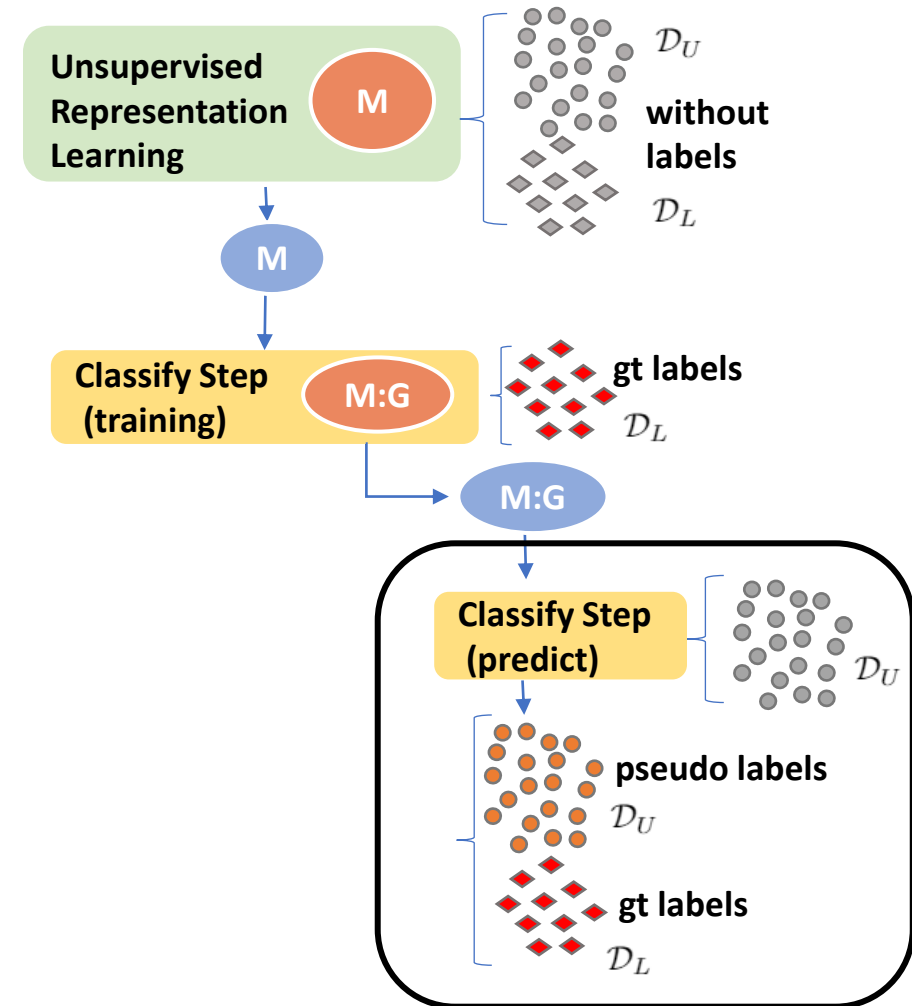 Unsupervised
Representation
Learning
M
𝒟_U
without
labels
𝒟_L
M
Classify Step
(training)
M:G
gt labels
𝒟_L
M:G
Classify Step
(predict)
𝒟_U
pseudo labels
𝒟_U
gt labels
𝒟_L